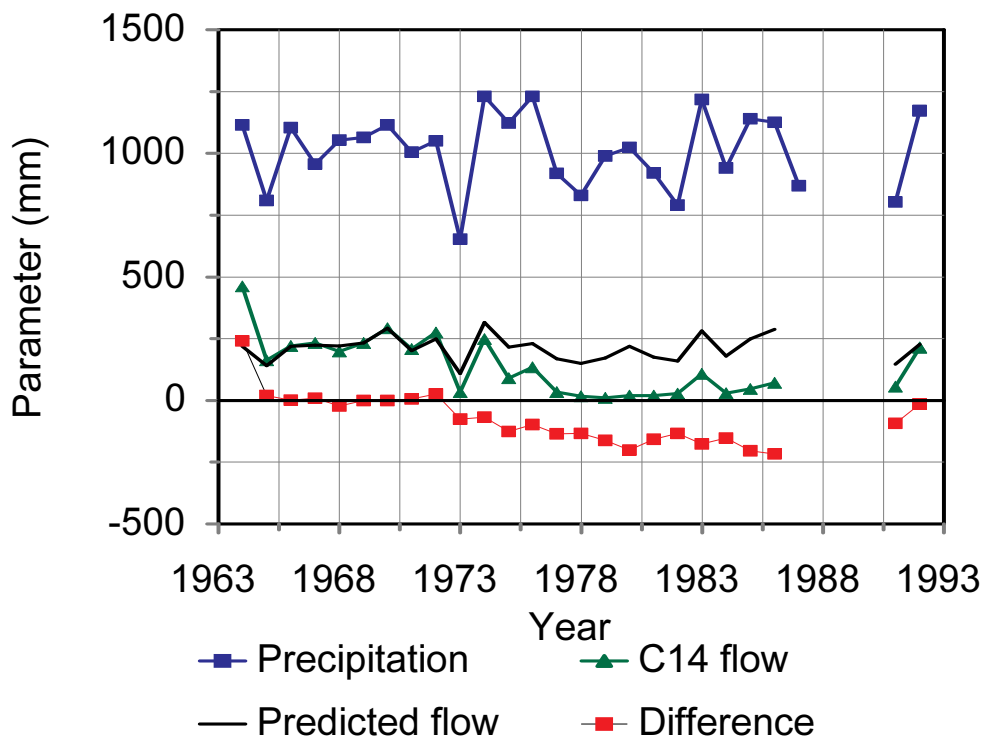 1500
1000
500
0
-500
Parameter (mm)
1963 1968 1973 1978 1983 1988 1993
Year
Precipitation C14 flow
Predicted flow Difference